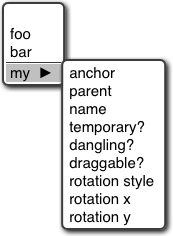 foo
bar
my ►
anchor
parent
name
temporary?
dangling?
draggable?
rotation style
rotation x
rotation y